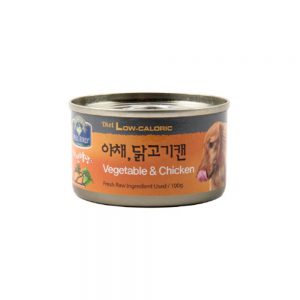 Diet LOW-CALORIC
야채, 닭고기캔
Vegetable & Chicken
Fresh Raw Ingredient Used / 100g